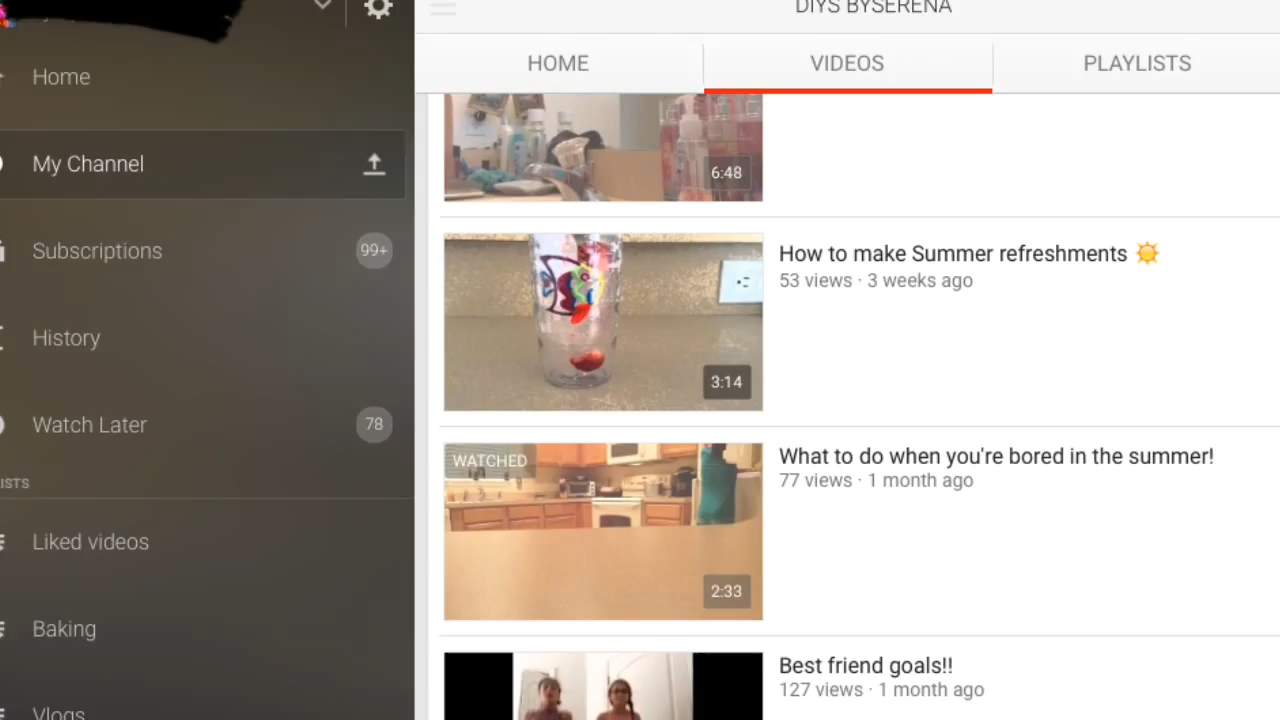 DIYS BYSERENA
HOME
VIDEOS
PLAYLISTS
Home
My Channel
Subscriptions
99+
History
Watch Later
78
ISTS
Liked videos
Baking
Vlogs
6:48
How to make Summer refreshments ☀️
53 views · 3 weeks ago
3:14
WATCHED
What to do when you're bored in the summer!
77 views · 1 month ago
2:33
Best friend goals!!
127 views · 1 month ago